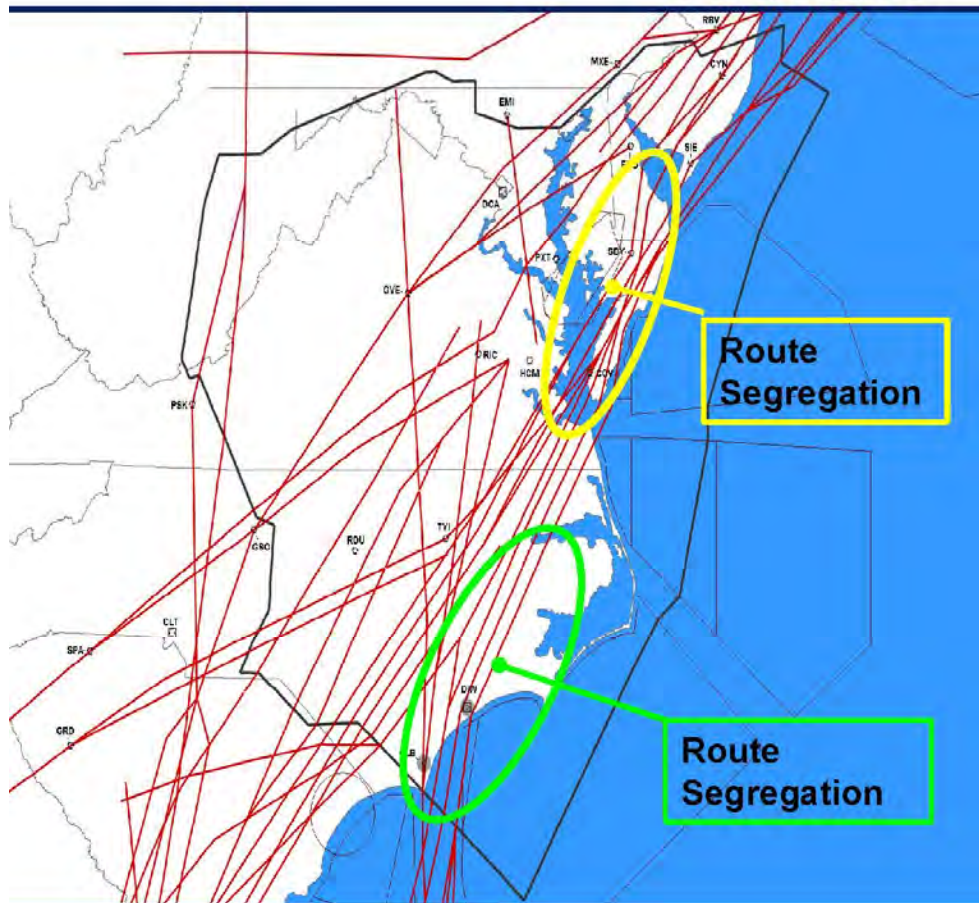 RBV
MXE
CYN
EMI
SIE
DCA
PXT
SBY
OVE
Route
Segregation
RIC
HCM
PSK
TYI
GSO
RDU
CLT
SPA
DIW
GRD
Route
Segregation